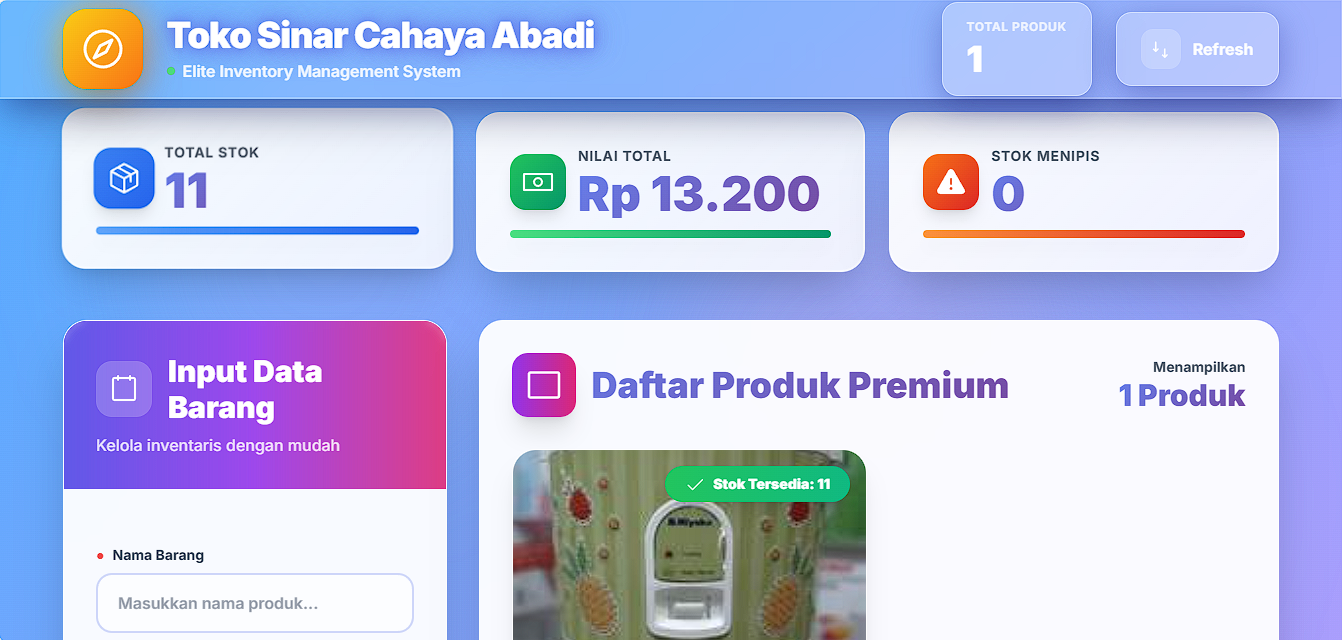 Toko Sinar Cahaya Abadi
Elite Inventory Management System
TOTAL PRODUK
1
Refresh
TOTAL STOK
11
NILAI TOTAL
Rp 13.200
STOK MENIPIS
0
Input Data
Barang
Kelola inventaris dengan mudah
Nama Barang
Masukkan nama produk...
Daftar Produk Premium
Menampilkan
1 Produk
Stok Tersedia: 11